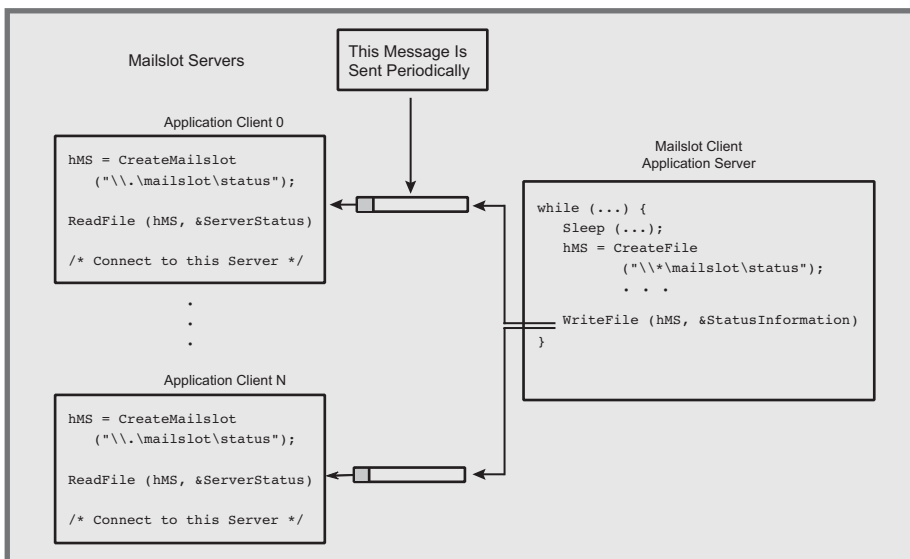 Mailslot Servers
This Message Is
Sent Periodically
Application Client 0
hMS = CreateMailslot
("\\.\mailslot\status");
ReadFile (hMS, &ServerStatus)
/* Connect to this Server */
.
.
.
Application Client N
hMS = CreateMailslot
("\\.\mailslot\status");
ReadFile (hMS, &ServerStatus)
/* Connect to this Server */
Mailslot Client
Application Server
while (...) {
Sleep (...);
hMS = CreateFile
("\\*\mailslot\status");
. . .
WriteFile (hMS, &StatusInformation)
}